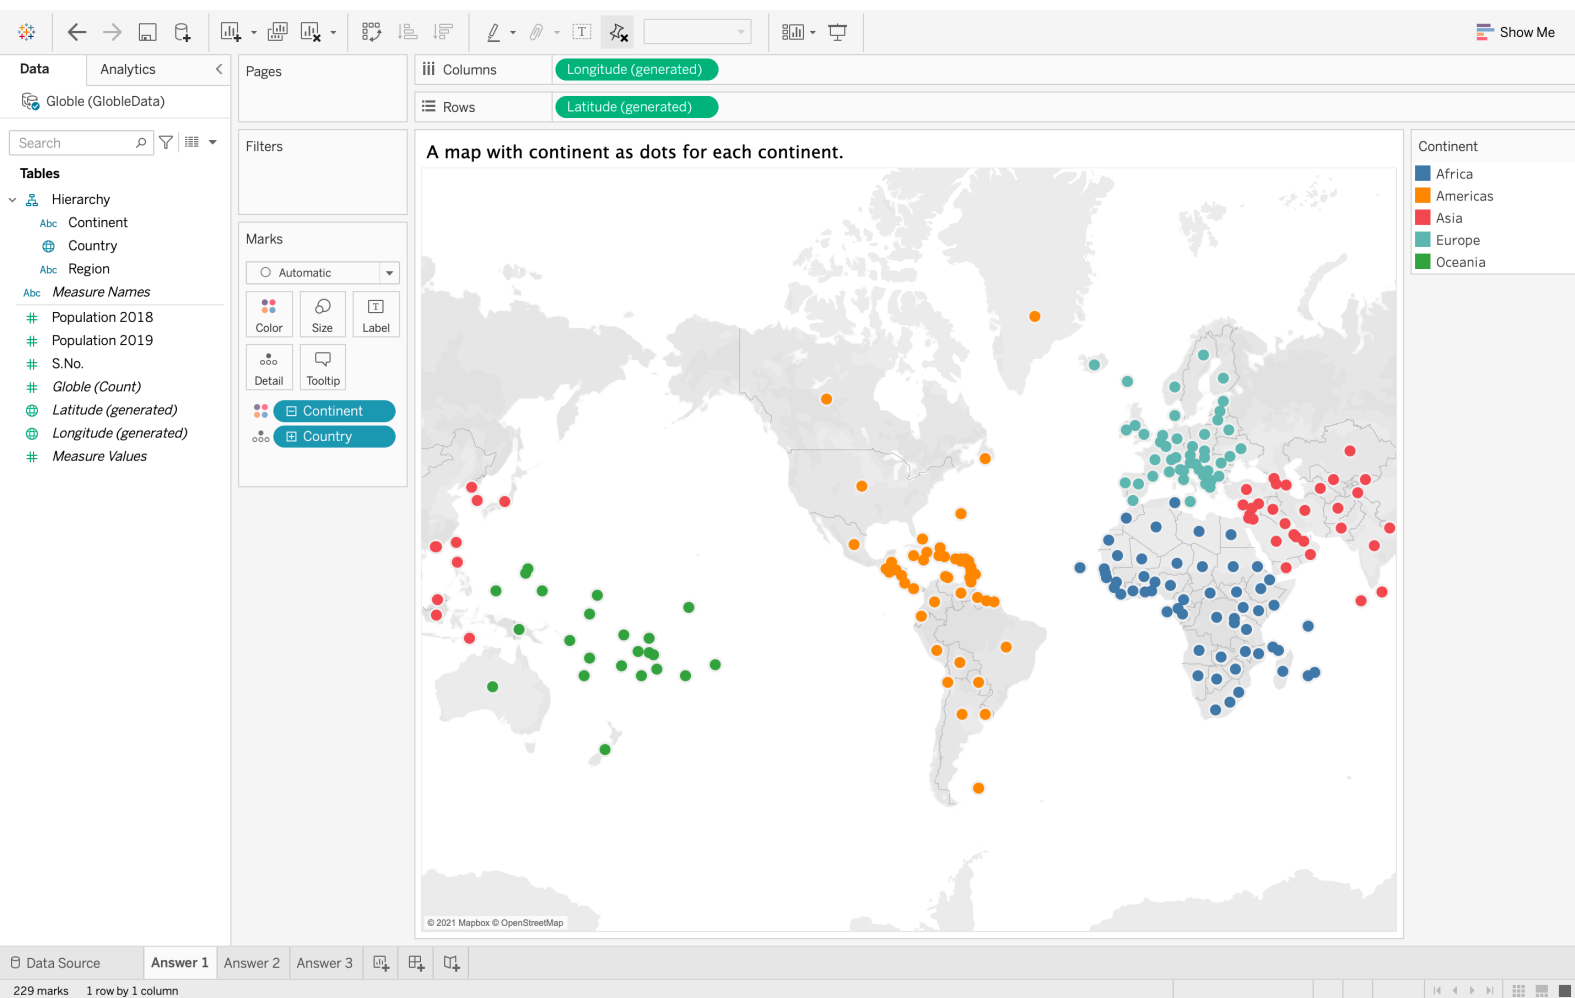 Show Me
Data
Analytics
Globle (GlobleData)
Search
Tables
Hierarchy
Abc Continent
Country
Abc Region
Abc Measure Names
Population 2018
Population 2019
S.No.
Globle (Count)
Latitude (generated)
Longitude (generated)
Measure Values
Pages
Filters
Marks
Automatic
Color
Size
T
Label
Detail
Tooltip
Continent
Country
Columns
Longitude (generated)
Rows
Latitude (generated)
A map with continent as dots for each continent.
© 2021 Mapbox © OpenStreetMap
Continent
Africa
Americas
Asia
Europe
Oceania
Data Source
Answer 1
Answer 2
Answer 3
229 marks
1 row by 1 column